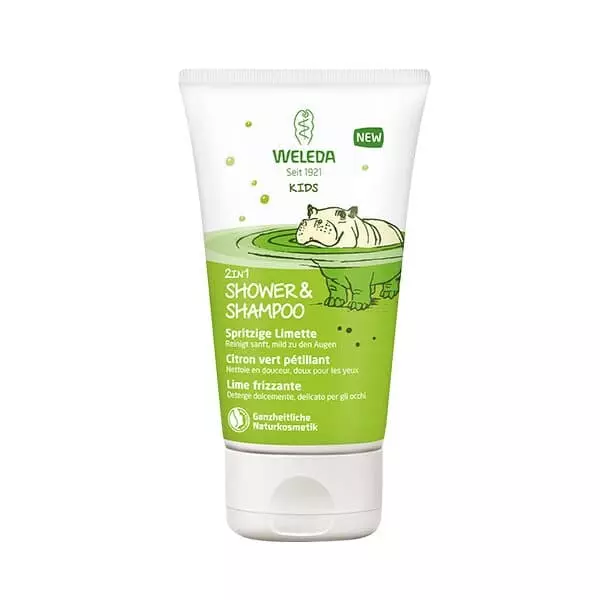 NEW
WELEDA
Seit 1921
KIDS
2IN1
SHOWER &
SHAMPOO
Spritzige Limette
Reinigt sanft, mild zu den Augen
Citron vert pétillant
Nettoie en douceur, doux pour les yeux
Lime frizzante
Deterge dolcemente, delicato per gli occhi
Ganzheitliche
Naturkosmetik